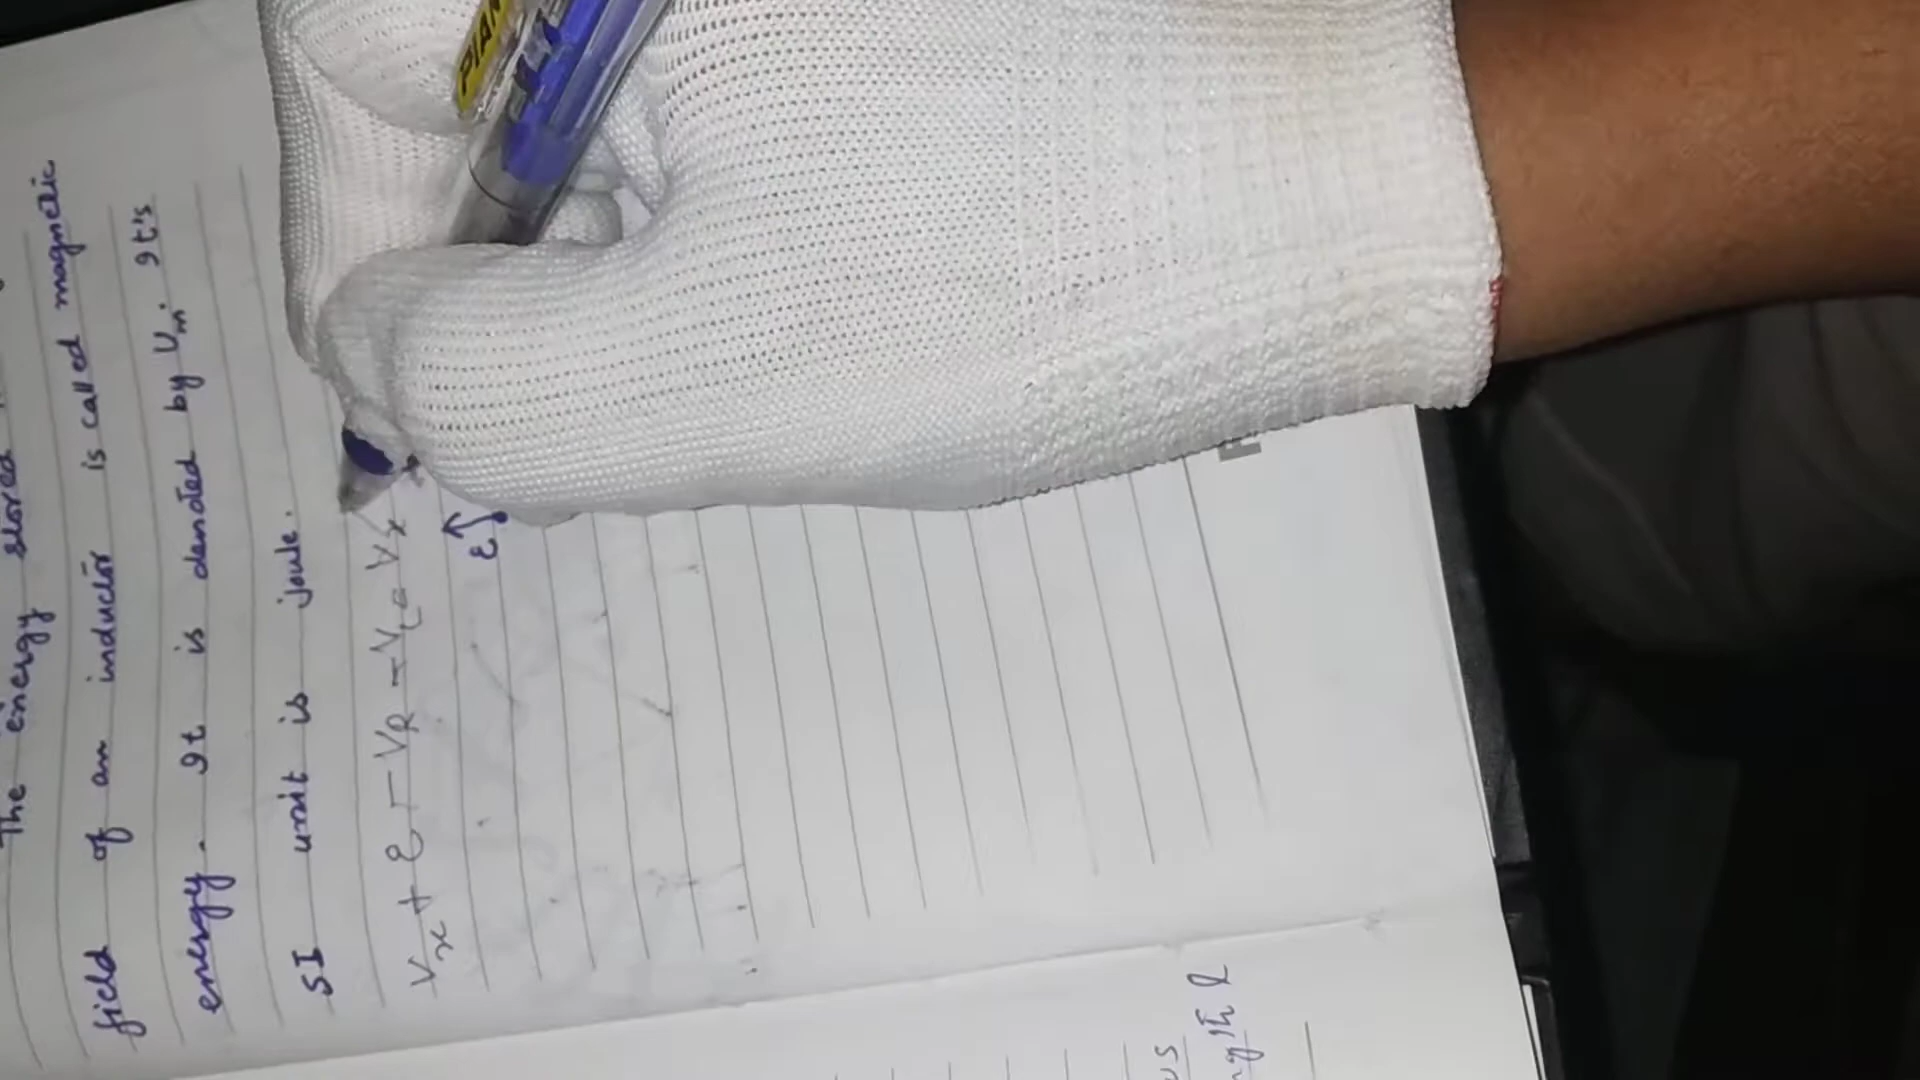 The energy stored
field of an inductor is called magnetic
energy. It is denoted by Um. It's
SI unit is joule.
Vx + ε - VR - VL = Vx
ε
PIAN